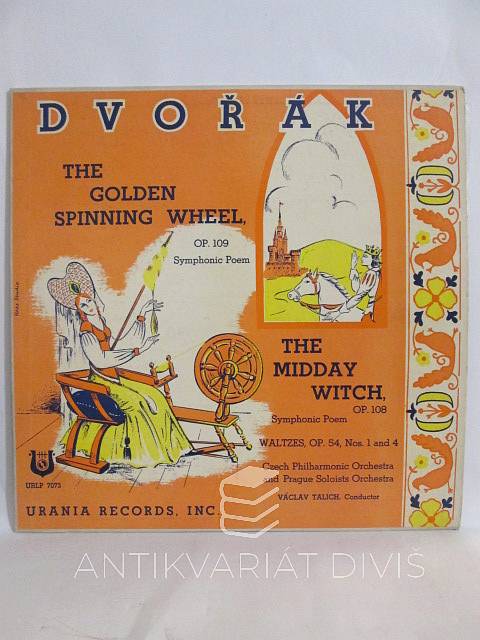 DVOŘÁK
THE
GOLDEN
SPINNING WHEEL,
OP. 109
Symphonic Poem
THE
MIDDAY
WITCH,
OP. 108
Symphonic Poem
WALTZES, OP. 54, Nos. 1 and 4
Czech Philharmonic Orchestra
and Prague Soloists Orchestra
VÁCLAV TALICH, Conductor
URLP 7073
URANIA RECORDS, INC.
ANTIKVARIÁT DIVIŠ